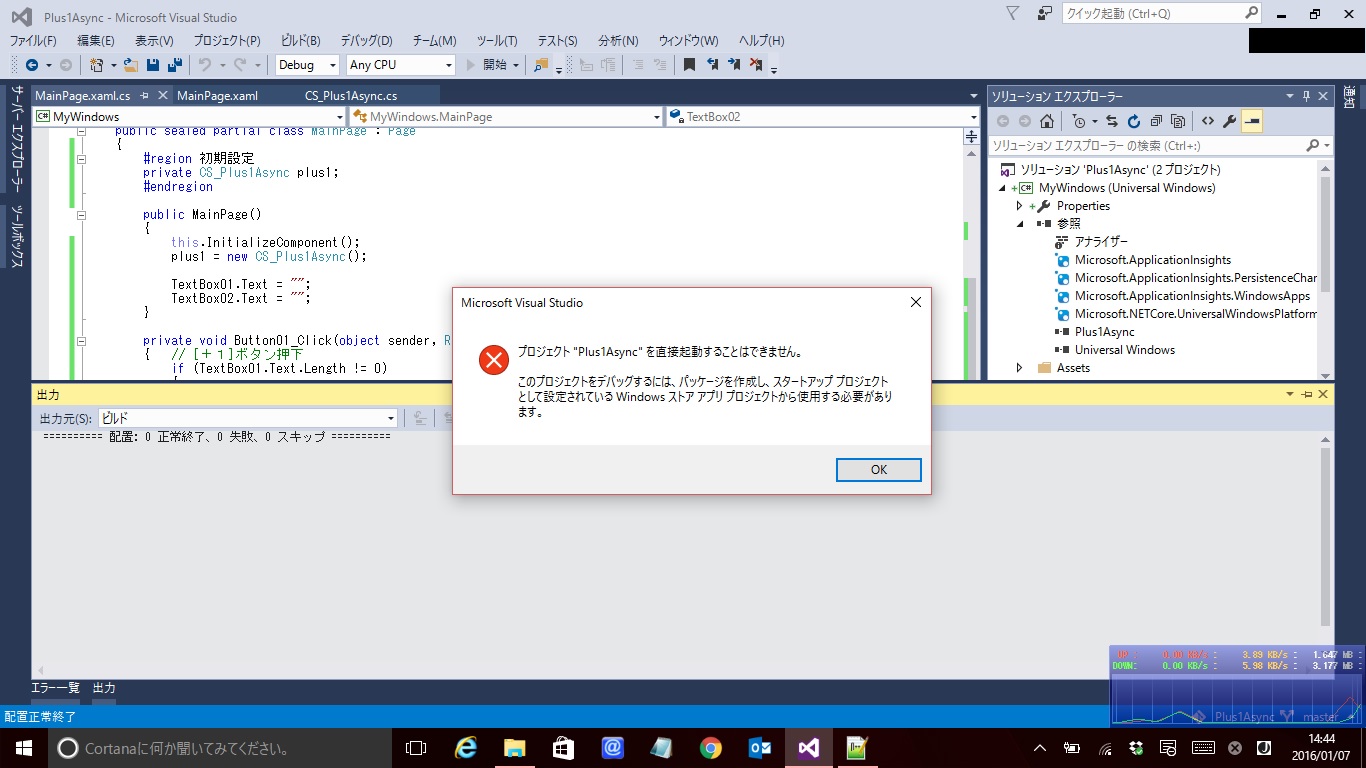 Plus1Async - Microsoft Visual Studio
クイック起動 (Ctrl+Q)
ファイル(F) 編集(E) 表示(V) プロジェクト(P) ビルド(B) デバッグ(D) チーム(M) ツール(T) テスト(S) 分析(N) ウィンドウ(W) ヘルプ(H)
Debug Any CPU 開始
サーバー エクスプローラー
ツールボックス
MainPage.xaml.cs MainPage.xaml CS_Plus1Async.cs
MyWindows MyWindows.MainPage TextBox02
public sealed partial class MainPage : Page
{
#region 初期設定
private CS_Plus1Async plus1;
#endregion
public MainPage()
{
this.InitializeComponent();
plus1 = new CS_Plus1Async();
TextBox01.Text = "";
TextBox02.Text = "";
}
private void Button01_Click(object sender, R
{ // [+1]ボタン押下
if (TextBox01.Text.Length != 0)
ソリューション エクスプローラー
通知
ソリューション エクスプローラー の検索 (Ctrl+:)
ソリューション 'Plus1Async' (2 プロジェクト)
MyWindows (Universal Windows)
Properties
参照
アナライザー
Microsoft.ApplicationInsights
Microsoft.ApplicationInsights.PersistenceChar
Microsoft.ApplicationInsights.WindowsApps
Microsoft.NETCore.UniversalWindowsPlatform
Plus1Async
Universal Windows
Assets
Microsoft Visual Studio
プロジェクト "Plus1Async" を直接起動することはできません。
このプロジェクトをデバッグするには、パッケージを作成し、スタートアップ プロジェクト
として設定されている Windows ストア アプリ プロジェクトから使用する必要があり
ます。
OK
出力
出力元(S): ビルド
========== 配置: 0 正常終了、0 失敗、0 スキップ ==========
エラー一覧 出力
配置正常終了
UP : 0.00 KB/s : 3.89 KB/s : 1.647 MB :
DOWN: 0.00 KB/s : 5.98 KB/s : 3.177 MB :
Plus1Async master
Cortanaに何か聞いてみてください。
14:44
2016/01/07